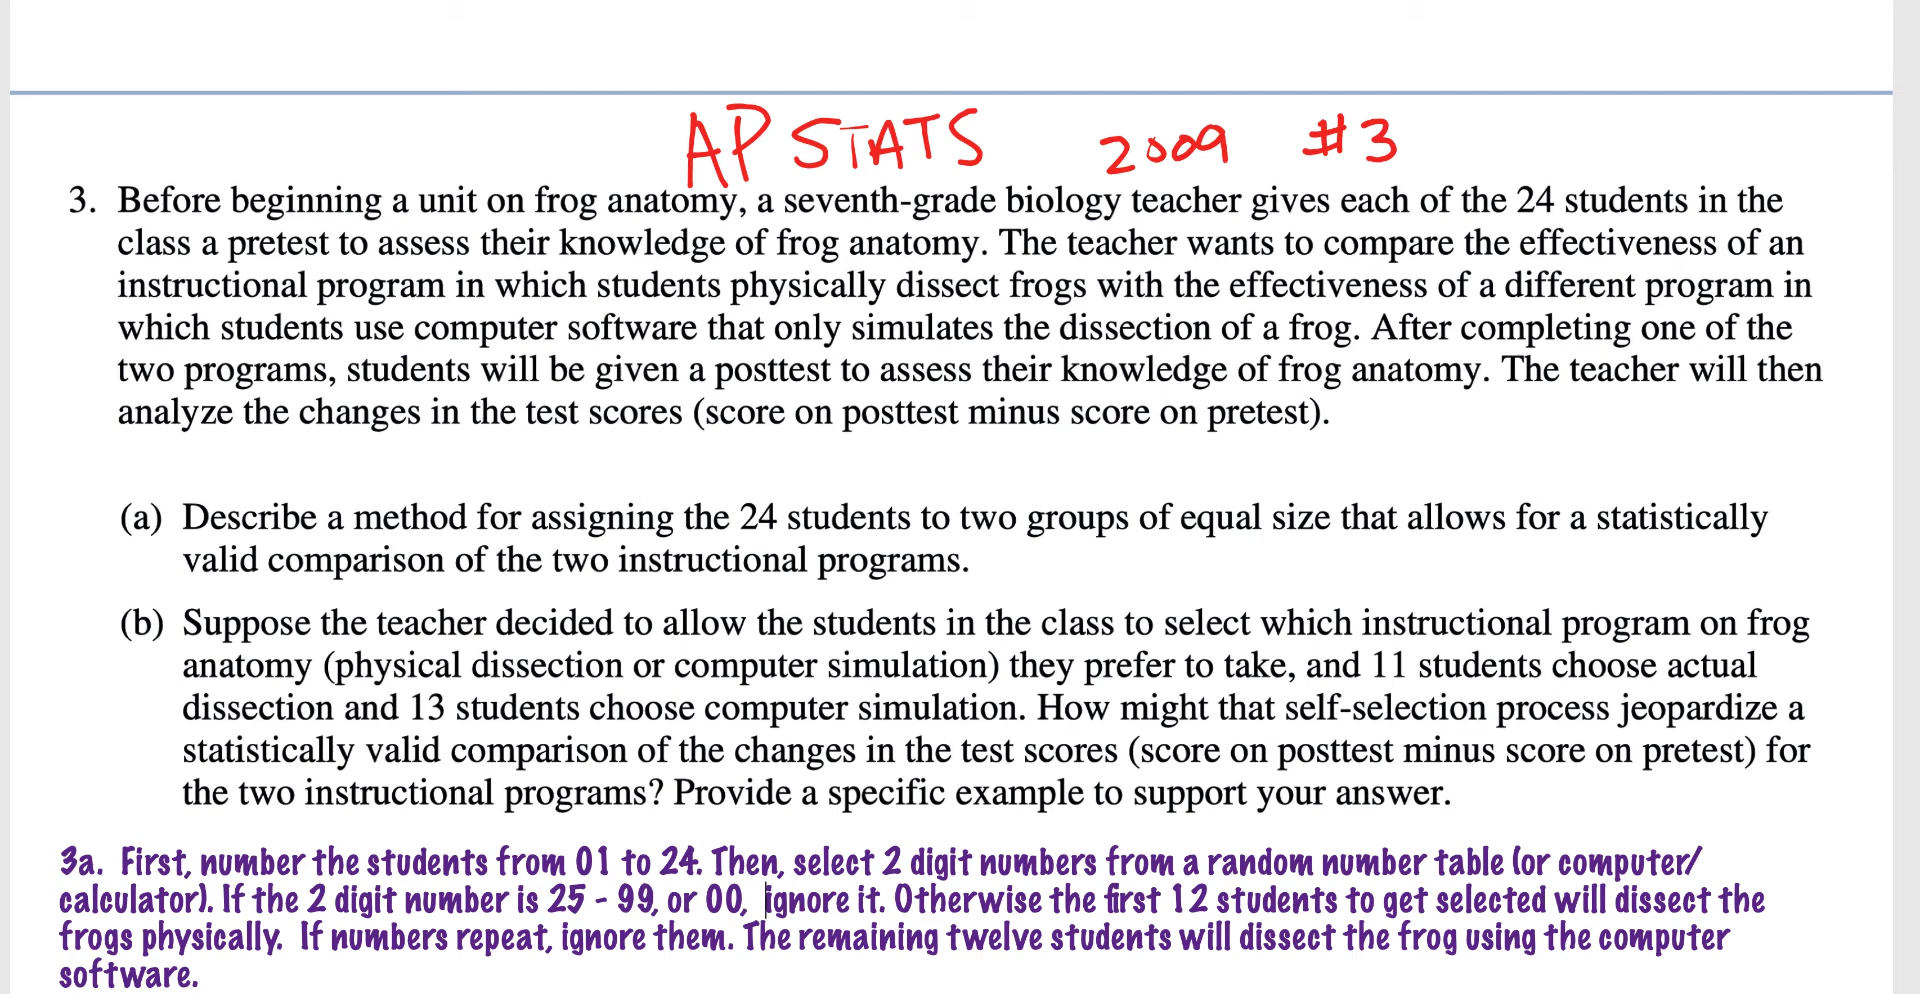 AP STATS 2009 #3
3. Before beginning a unit on frog anatomy, a seventh-grade biology teacher gives each of the 24 students in the
class a pretest to assess their knowledge of frog anatomy. The teacher wants to compare the effectiveness of an
instructional program in which students physically dissect frogs with the effectiveness of a different program in
which students use computer software that only simulates the dissection of a frog. After completing one of the
two programs, students will be given a posttest to assess their knowledge of frog anatomy. The teacher will then
analyze the changes in the test scores (score on posttest minus score on pretest).
(a) Describe a method for assigning the 24 students to two groups of equal size that allows for a statistically
valid comparison of the two instructional programs.
(b) Suppose the teacher decided to allow the students in the class to select which instructional program on frog
anatomy (physical dissection or computer simulation) they prefer to take, and 11 students choose actual
dissection and 13 students choose computer simulation. How might that self-selection process jeopardize a
statistically valid comparison of the changes in the test scores (score on posttest minus score on pretest) for
the two instructional programs? Provide a specific example to support your answer.
3a. First, number the students from 01 to 24. Then, select 2 digit numbers from a random number table (or computer/
calculator). If the 2 digit number is 25 - 99, or 00, ignore it. Otherwise the first 12 students to get selected will dissect the
frogs physically. If numbers repeat, ignore them. The remaining twelve students will dissect the frog using the computer
software.